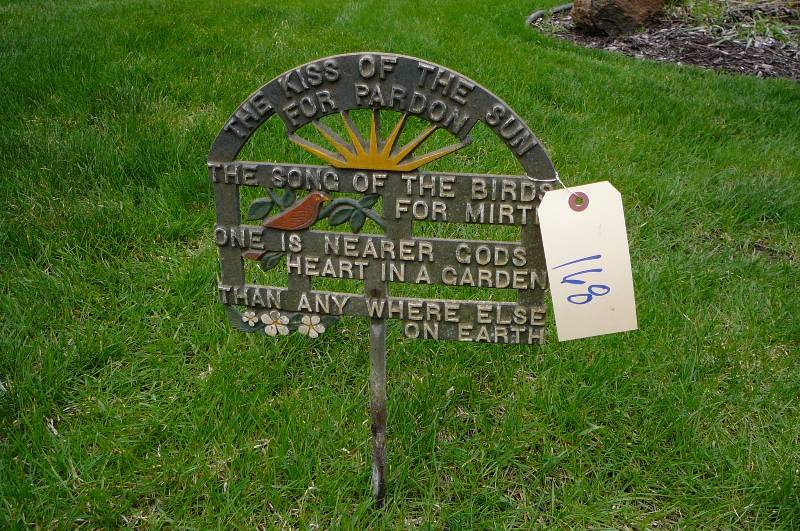 THE KISS OF THE SUN
FOR PARDON
THE SONG OF THE BIRDS
FOR MIRTH
ONE IS NEARER GODS
HEART IN A GARDEN
THAN ANY WHERE ELSE
ON EARTH
168